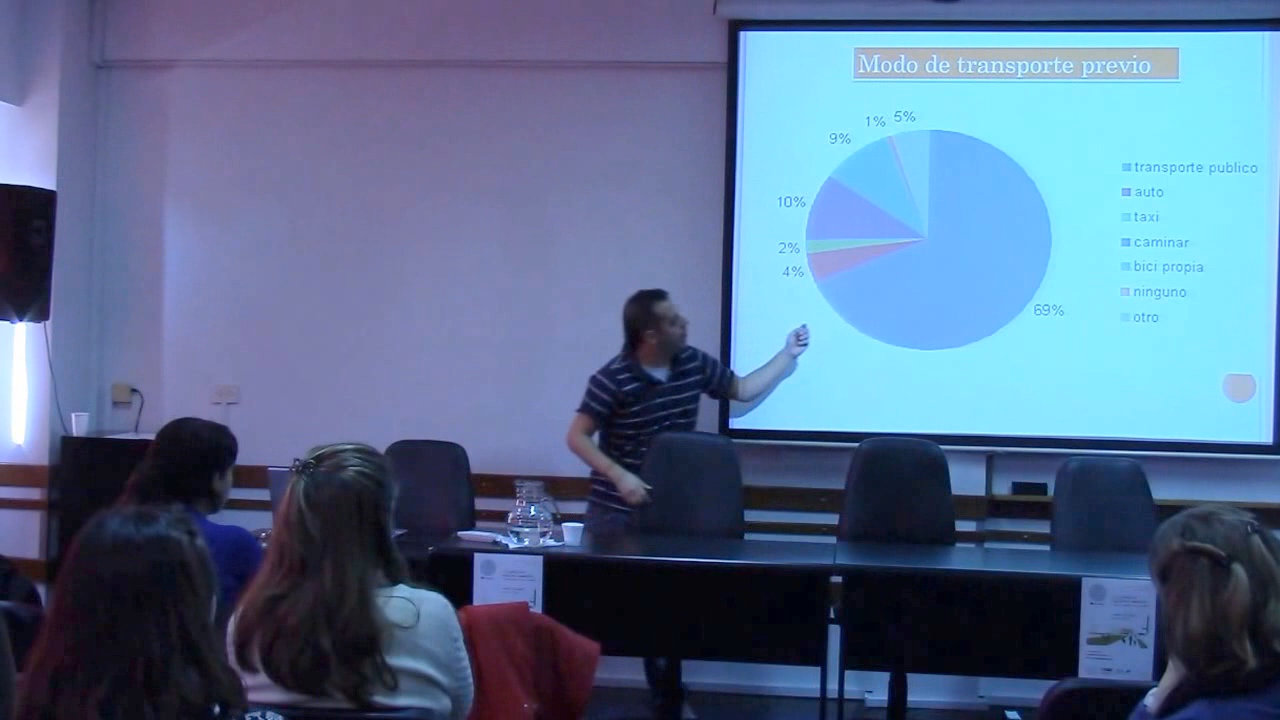 Modo de transporte previo
5%
1%
9%
10%
2%
4%
69%
transporte publico
auto
taxi
caminar
bici propia
ninguno
otro